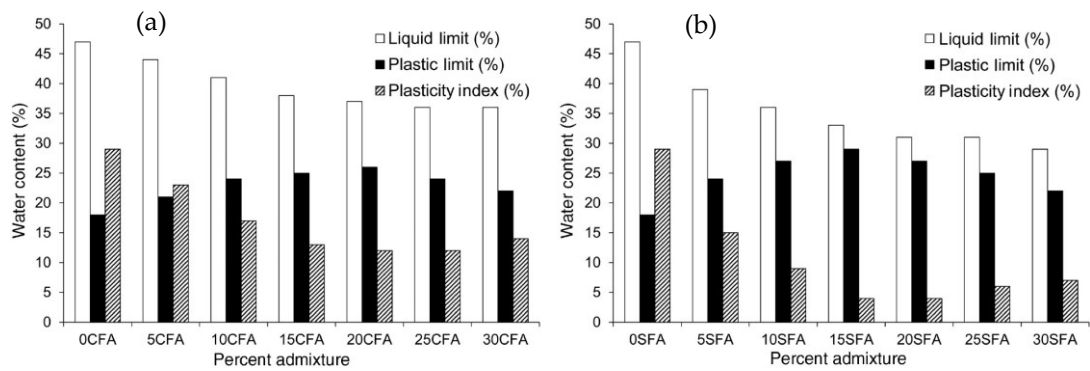 (a)
50
45
40
35
30
25
20
15
10
5
0
Water content (%)
Liquid limit (%)
Plastic limit (%)
Plasticity index (%)
0CFA 5CFA 10CFA 15CFA 20CFA 25CFA 30CFA
Percent admixture
(b)
50
45
40
35
30
25
20
15
10
5
0
Water content (%)
Liquid limit (%)
Plastic limit (%)
Plasticity index (%)
0SFA 5SFA 10SFA 15SFA 20SFA 25SFA 30SFA
Percent admixture